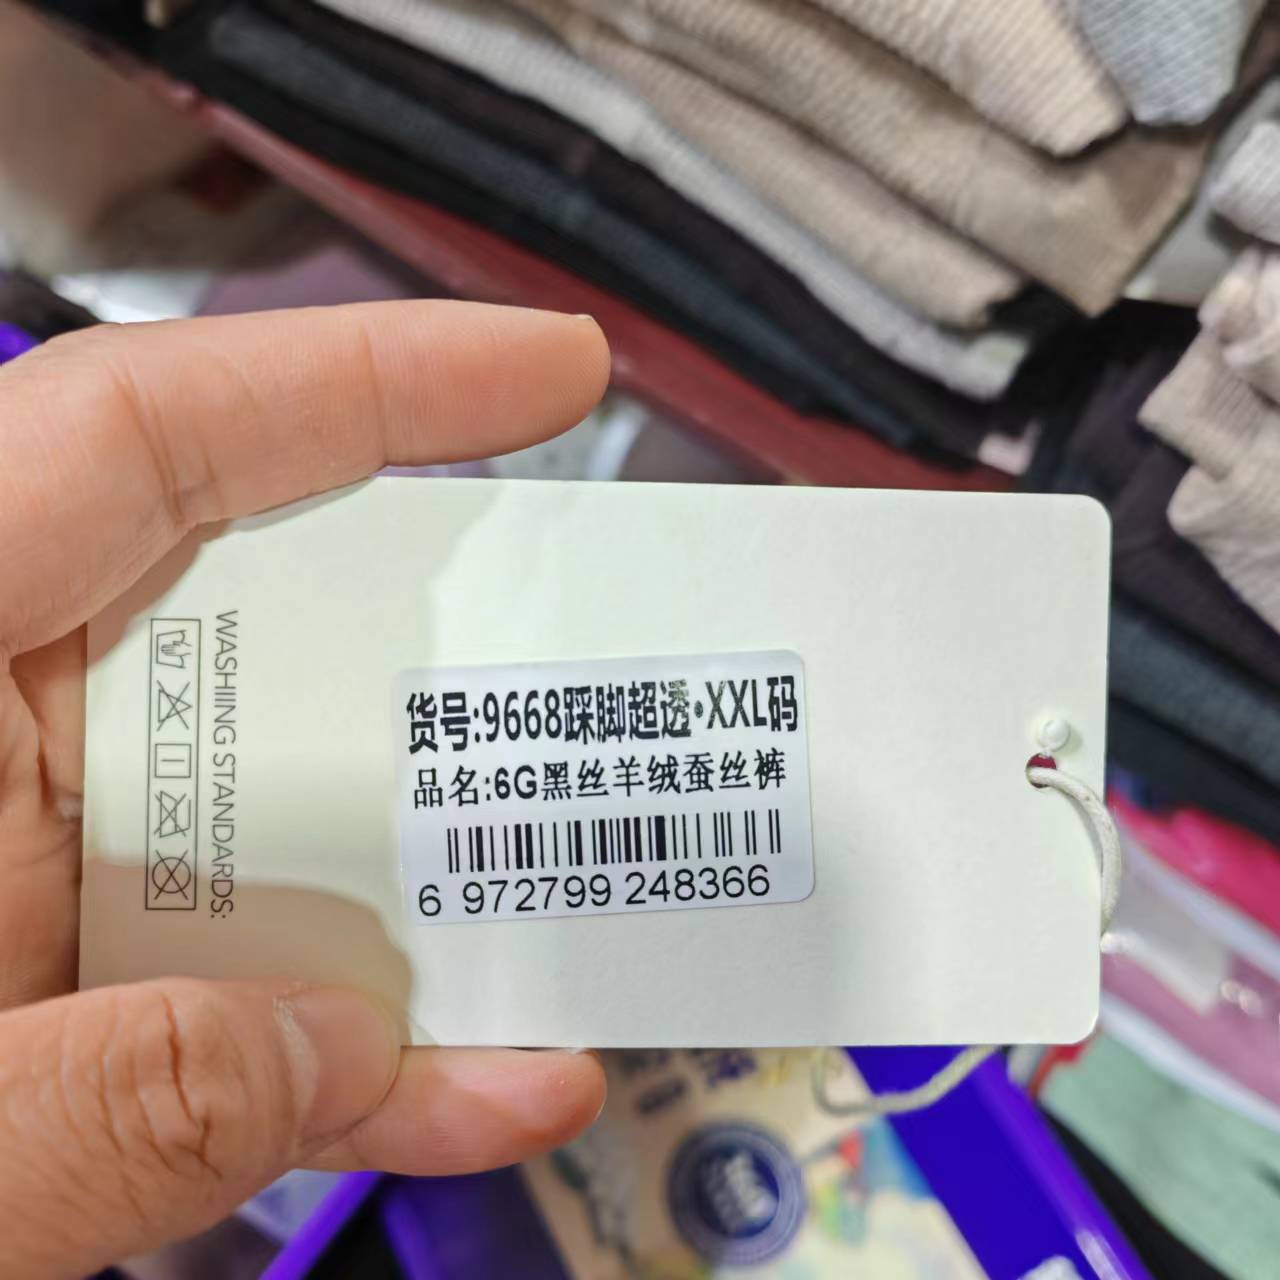 货号:9668踩脚超透·XXL码
品名:6G黑丝羊绒蚕丝裤
6 972799 248366
WASHIING STANDARDS: